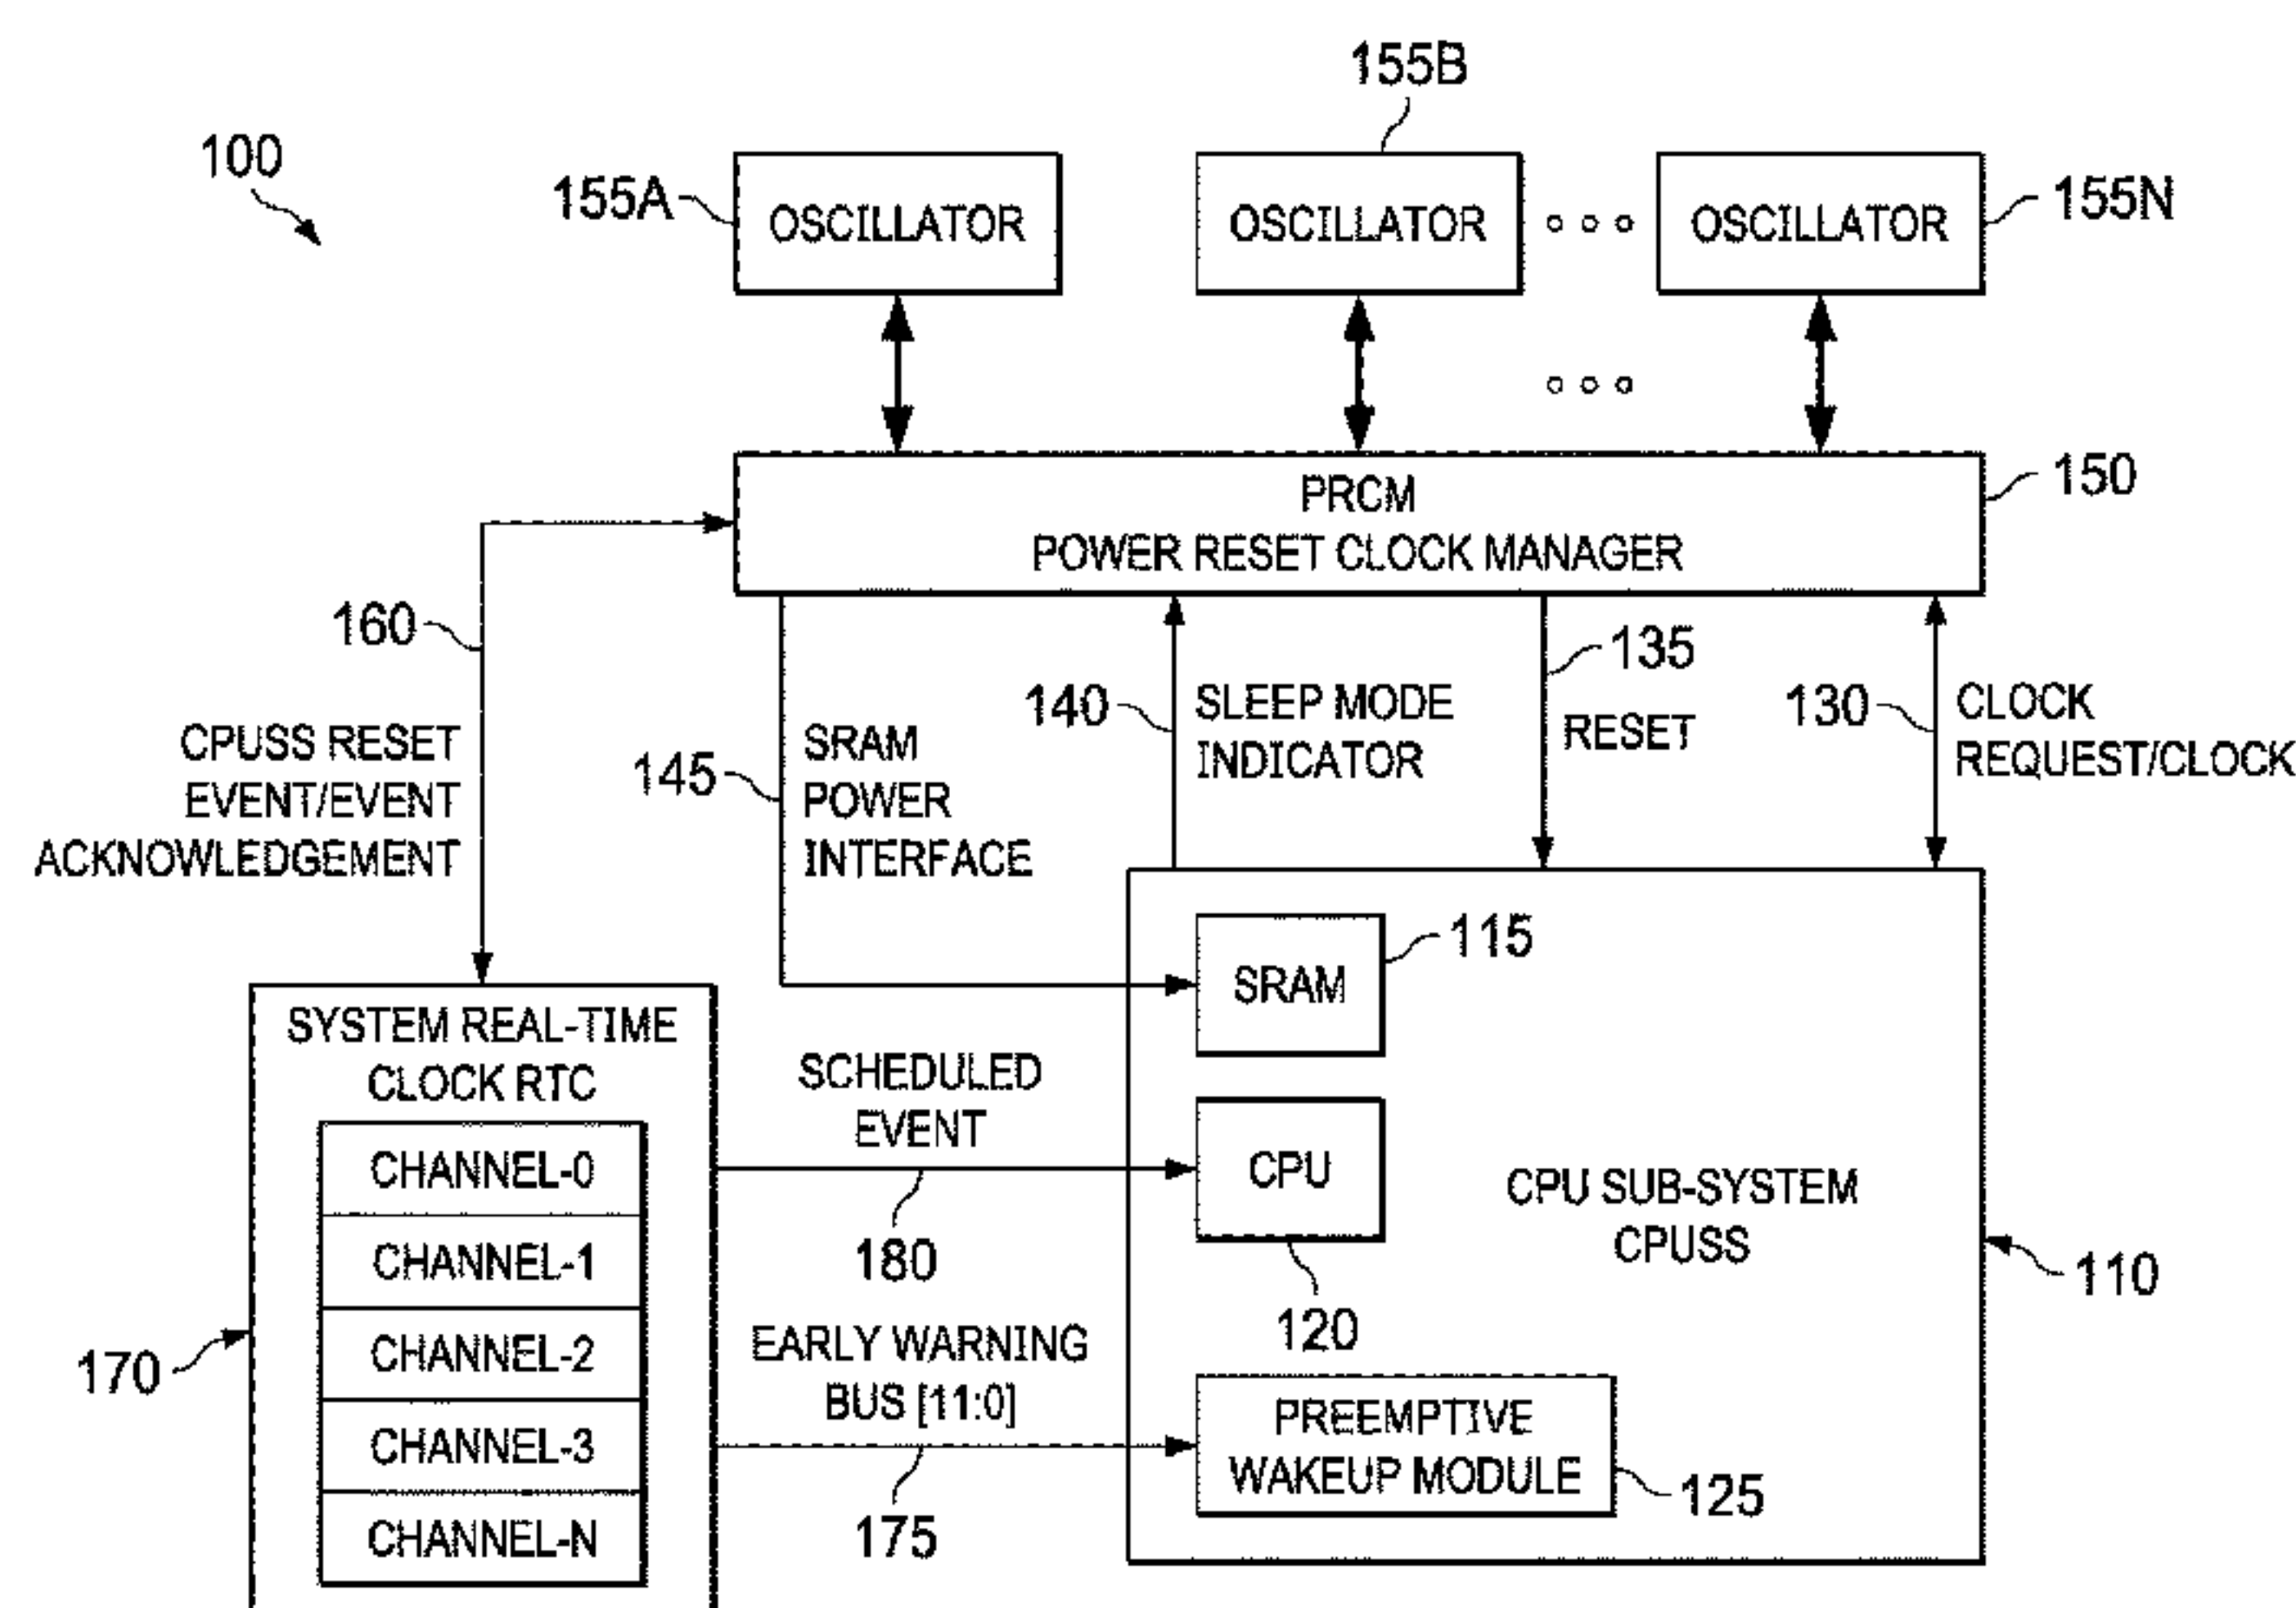 155B
100
155A
OSCILLATOR
OSCILLATOR
OSCILLATOR
155N
PRCM
POWER RESET CLOCK MANAGER
150
160
CPUSS RESET
EVENT/EVENT
ACKNOWLEDGEMENT
145
SRAM
POWER
INTERFACE
140
SLEEP MODE
INDICATOR
135
RESET
130
CLOCK
REQUEST/CLOCK
SYSTEM REAL-TIME
CLOCK RTC
CHANNEL-0
CHANNEL-1
CHANNEL-2
CHANNEL-3
CHANNEL-N
170
SCHEDULED
EVENT
180
EARLY WARNING
BUS [11:0]
175
SRAM
115
CPU
120
CPU SUB-SYSTEM
CPUSS
110
PREEMPTIVE
WAKEUP MODULE
125